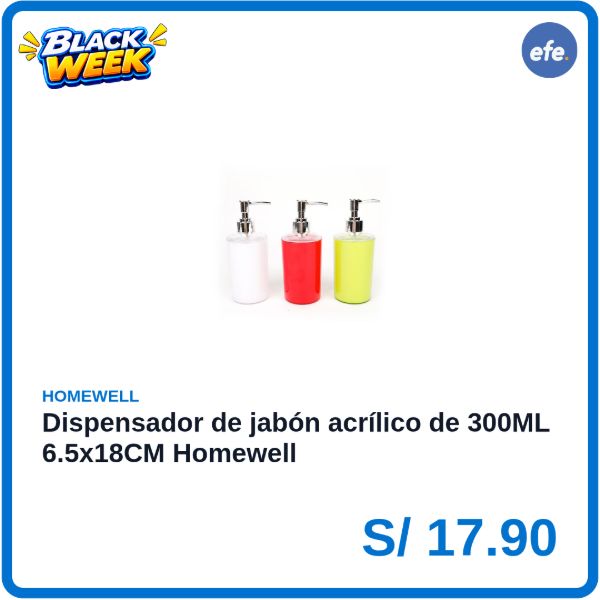 BLACK
WEEK
efe.
HOMEWELL
Dispensador de jabón acrílico de 300ML
6.5x18CM Homewell
S/ 17.90